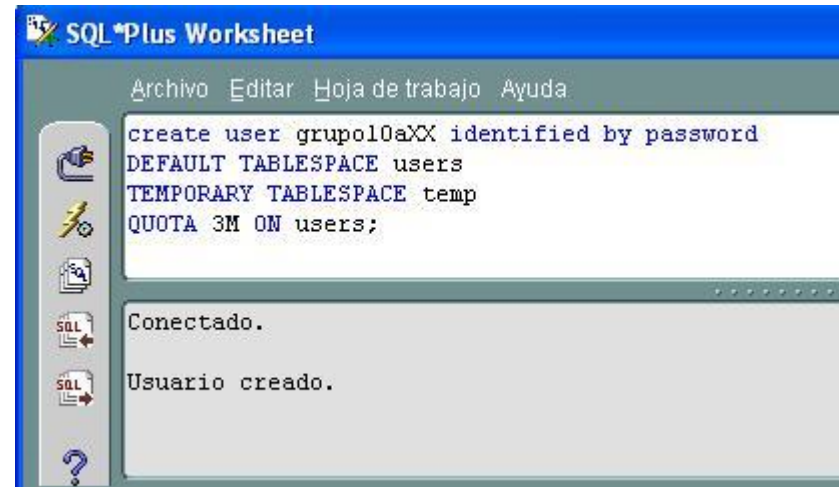 SQL*Plus Worksheet
Archivo Editar Hoja de trabajo Ayuda
create user grupo10aXX identified by password
DEFAULT TABLESPACE users
TEMPORARY TABLESPACE temp
QUOTA 3M ON users;
SQL
Conectado.
SQL
Usuario creado.
?